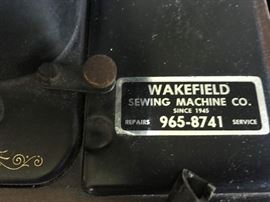 WAKEFIELD
SEWING MACHINE CO.
SINCE 1945
REPAIRS 965-8741 SERVICE